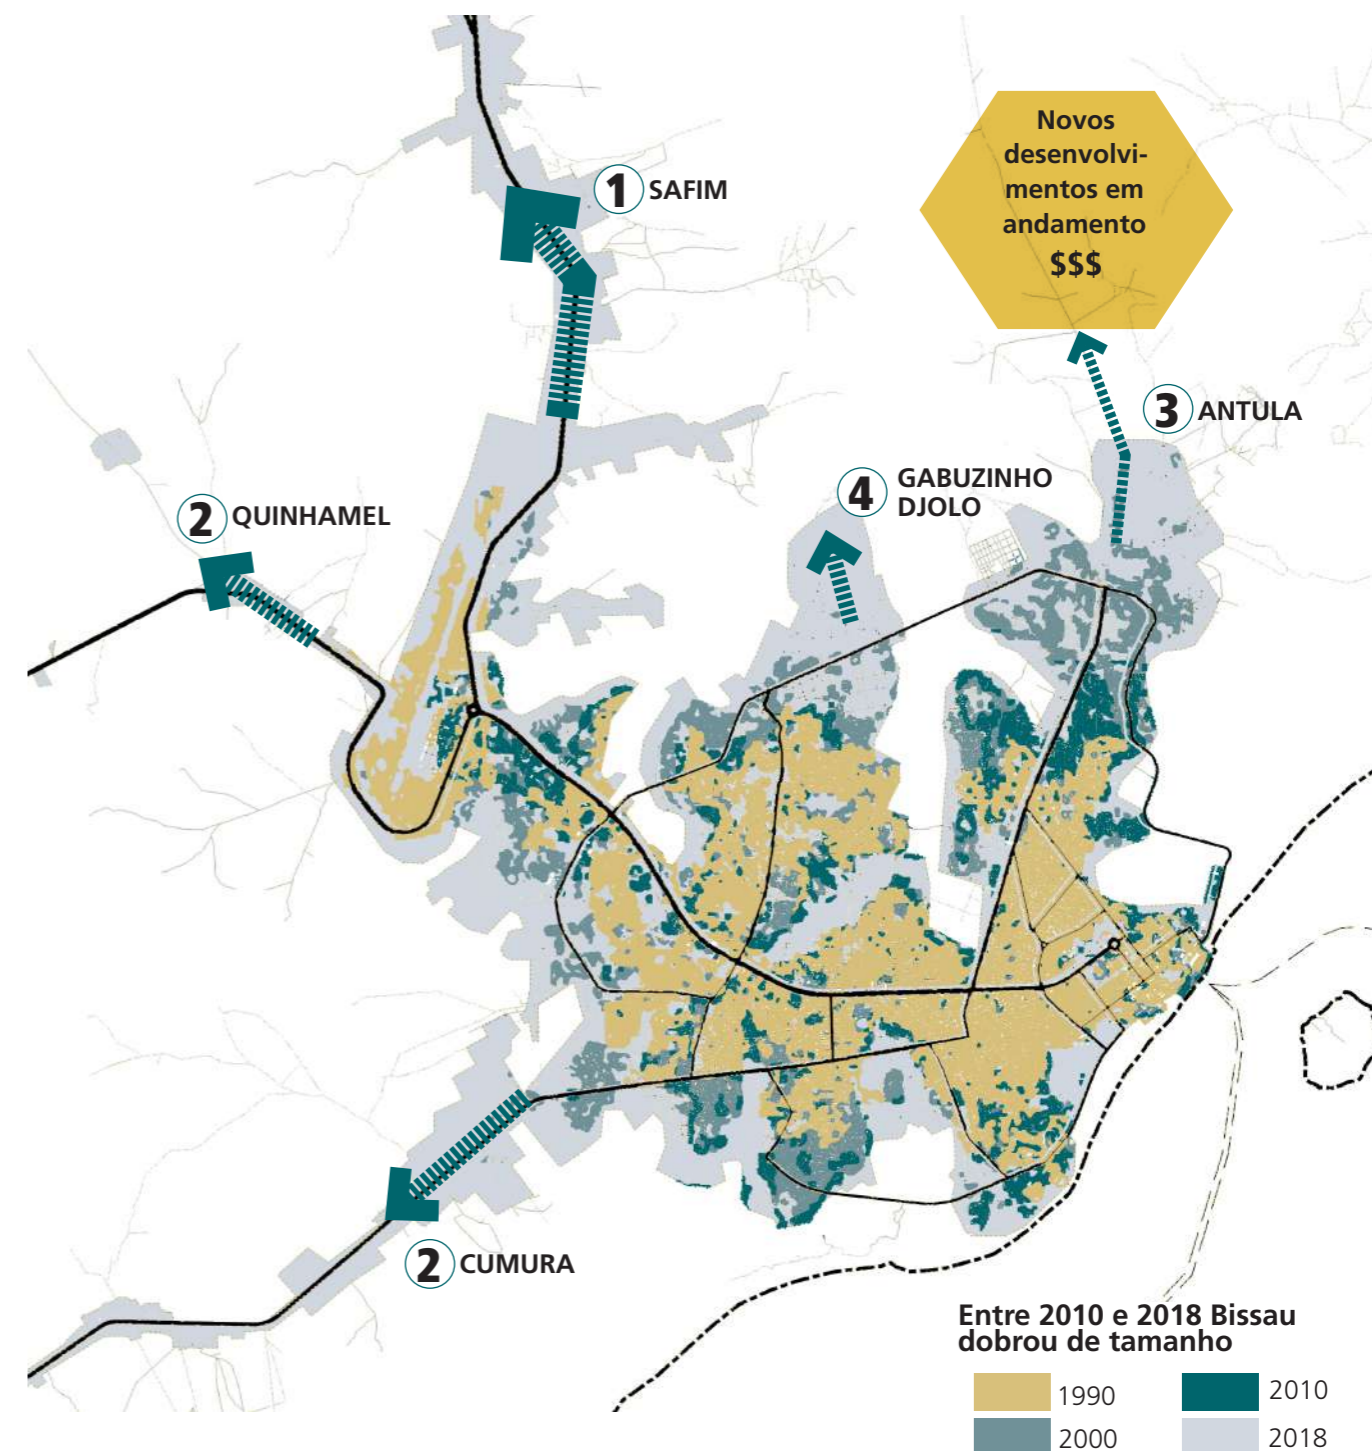 Novos
desenvolvi-
mentos em
andamento
$$$
1 SAFIM
3 ANTULA
4 GABUZINHO
DJOLO
2 QUINHAMEL
2 CUMURA
Entre 2010 e 2018 Bissau
dobrou de tamanho
1990
2010
2000
2018